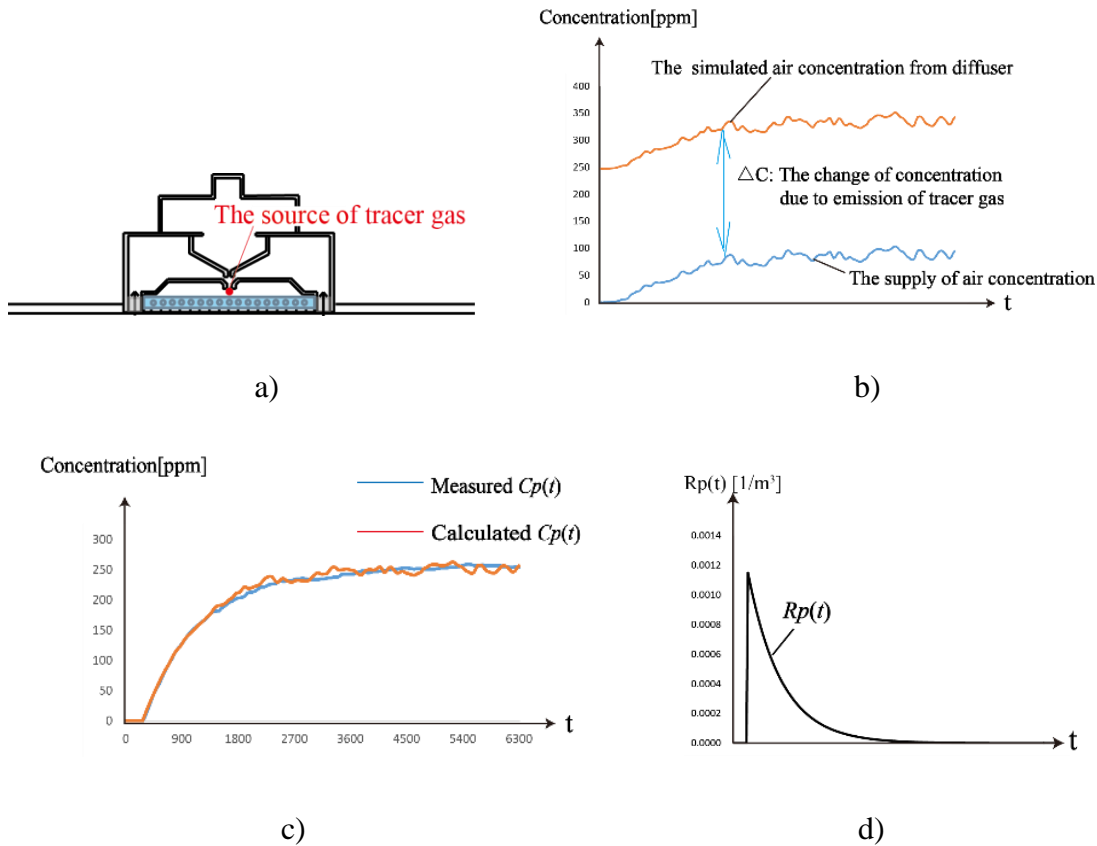 The source of tracer gas
a)
Concentration[ppm]
The simulated air concentration from diffuser
400
350
300
250
200
150
100
50
0
△C: The change of concentration
due to emission of tracer gas
The supply of air concentration
t
b)
Concentration[ppm]
Measured Cp(t)
Calculated Cp(t)
300
250
200
150
100
50
0
0 900 1800 2700 3600 4500 5400 6300
t
c)
Rp(t) [1/m³]
0.0014
0.0012
0.0010
0.0008
0.0006
0.0004
0.0002
0.0000
Rp(t)
t
d)